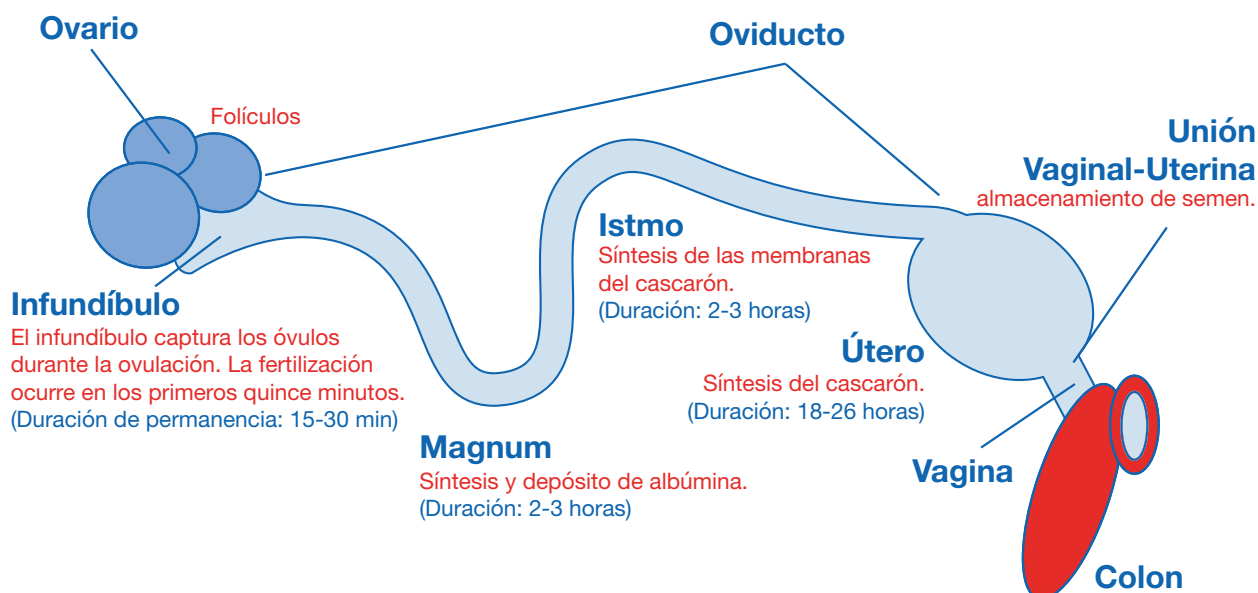 Ovario
Folículos
Oviducto
Unión
Vaginal-Uterina
almacenamiento de semen.
Infundíbulo
El infundíbulo captura los óvulos
durante la ovulación. La fertilización
ocurre en los primeros quince minutos.
(Duración de permanencia: 15-30 min)
Magnum
Síntesis y depósito de albúmina.
(Duración: 2-3 horas)
Istmo
Síntesis de las membranas
del cascarón.
(Duración: 2-3 horas)
Útero
Síntesis del cascarón.
(Duración: 18-26 horas)
Vagina
Colon